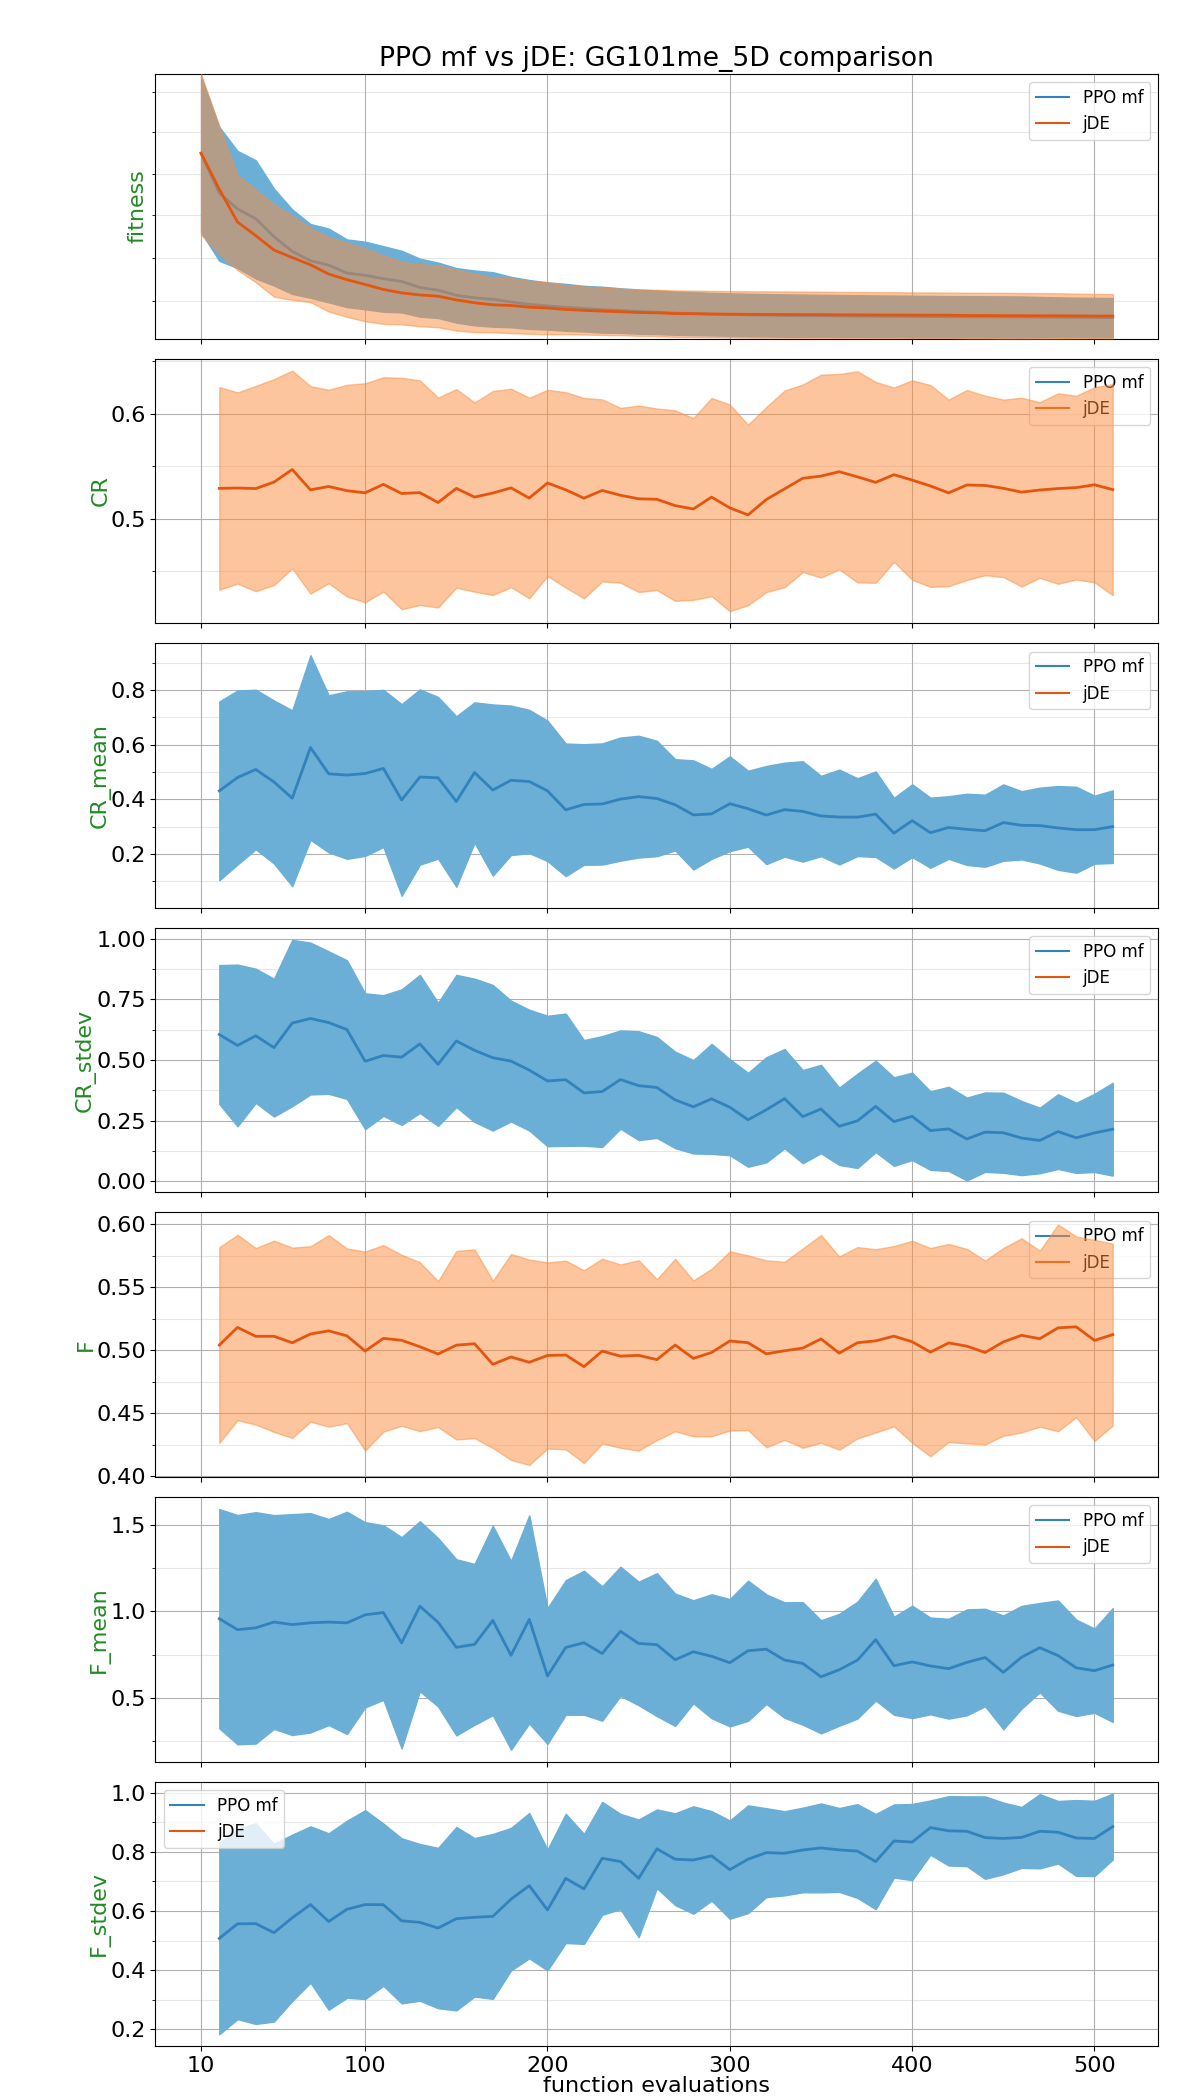 PPO mf vs jDE: GG101me_5D comparison
fitness
PPO mf
jDE
CR
0.6
0.5
PPO mf
jDE
CR_mean
0.8
0.6
0.4
0.2
PPO mf
jDE
CR_stdev
1.00
0.75
0.50
0.25
0.00
PPO mf
jDE
F
0.60
0.55
0.50
0.45
0.40
PPO mf
jDE
F_mean
1.5
1.0
0.5
PPO mf
jDE
F_stdev
1.0
0.8
0.6
0.4
0.2
PPO mf
jDE
10 100 200 300 400 500
function evaluations